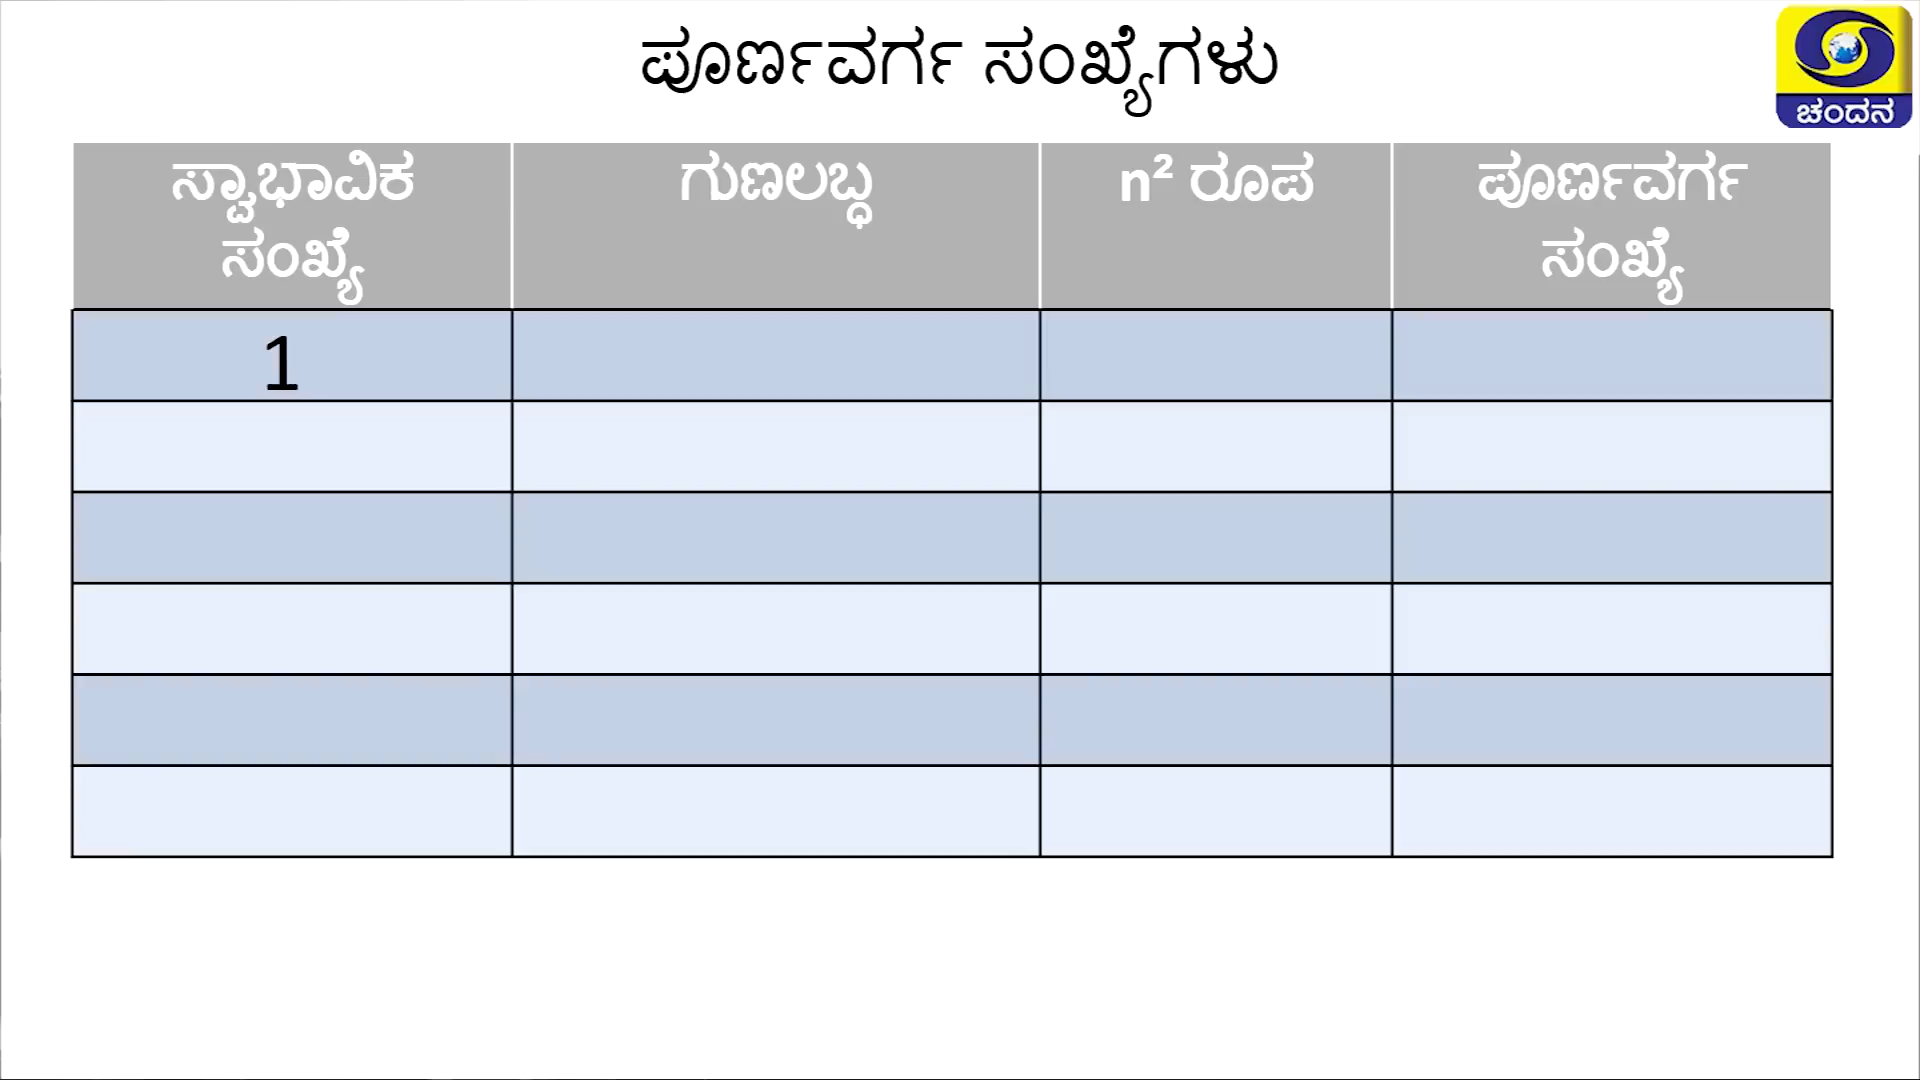 ಪೂರ್ಣವರ್ಗ ಸಂಖ್ಯೆಗಳು
ಚಂದನ
ಸ್ವಾಭಾವಿಕ
ಸಂಖ್ಯೆ
ಗುಣಲಬ್ಧ
n² ರೂಪ
ಪೂರ್ಣವರ್ಗ
ಸಂಖ್ಯೆ
1